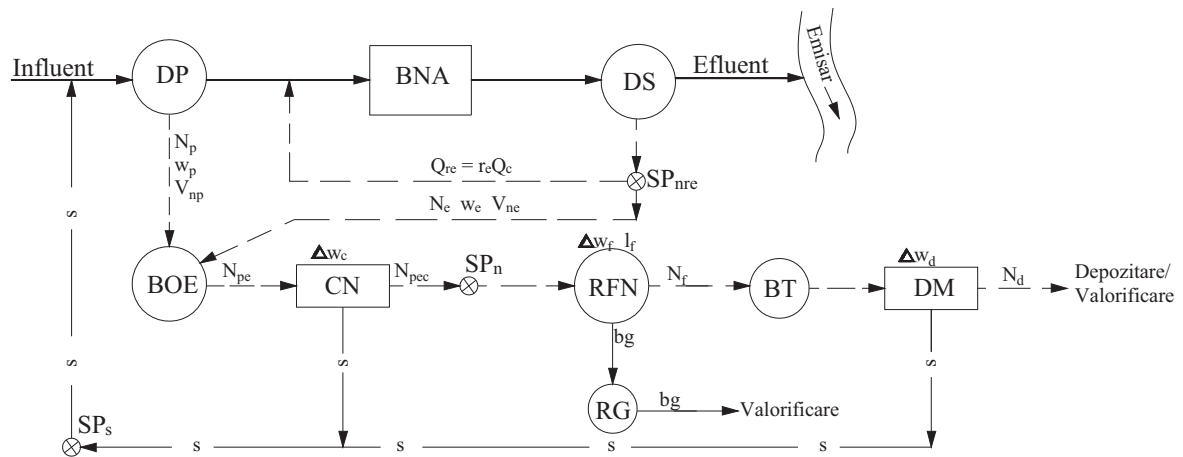 Influent
DP
BNA
DS
Efluent
Emisar
Np
wp
Vnp
Qre = reQc
SPnre
Ne we Vne
s
BOE
Npe
Δwc
CN
Npec
SPn
Δwf lf
RFN
Nf
BT
Δwd
DM
Nd
Depozitare/
Valorificare
bg
s
s
s
RG
bg
Valorificare
SPs
s
s
s
s